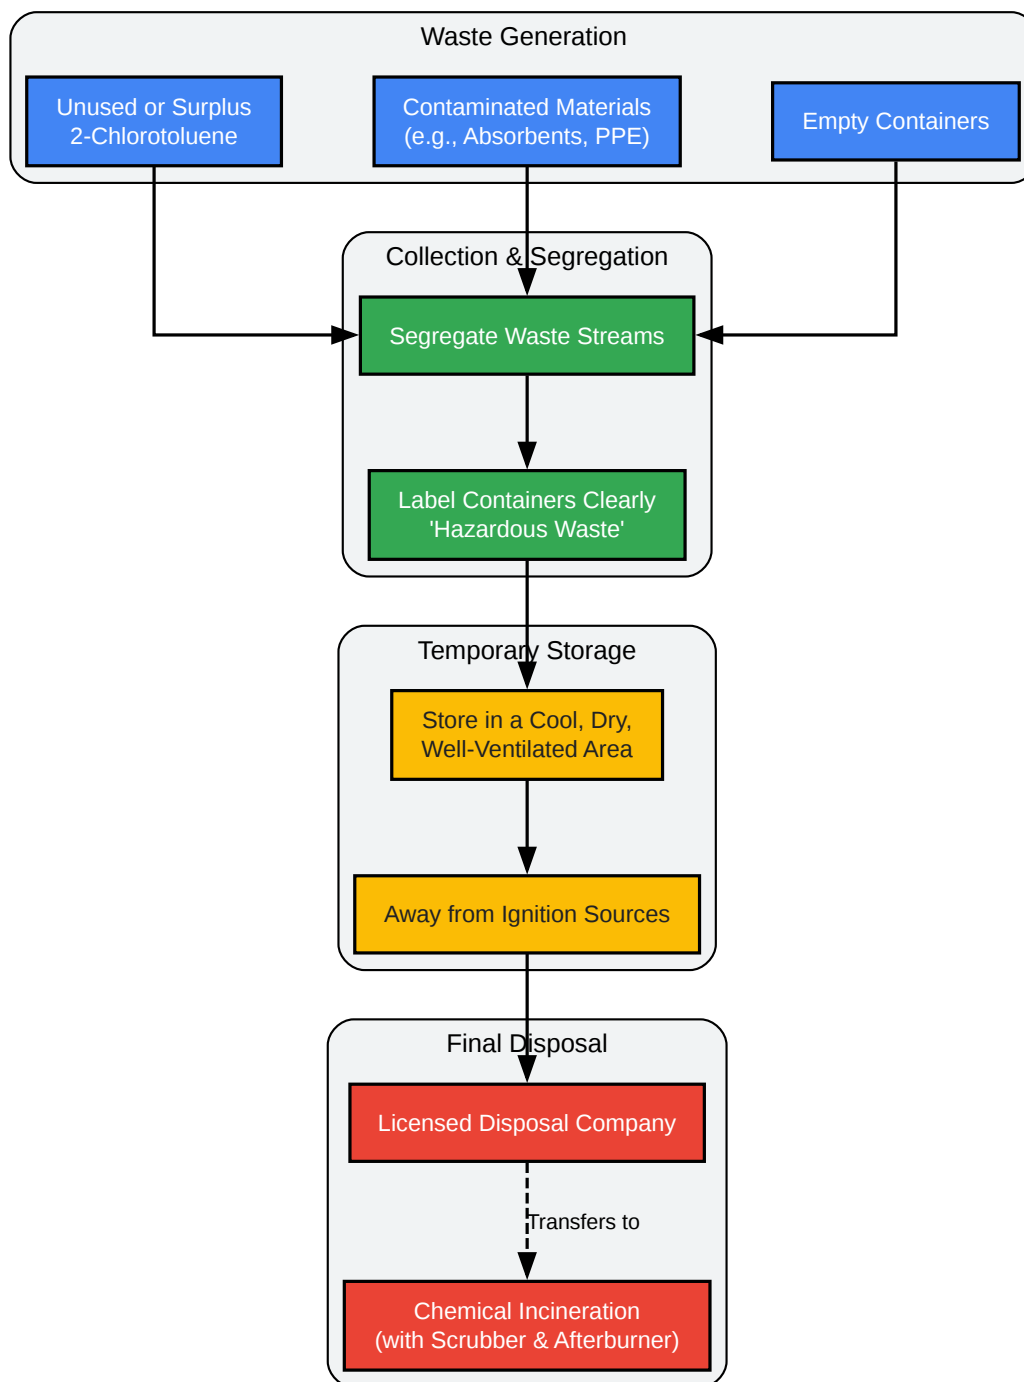 Waste Generation
Unused or Surplus
2-Chlorotoluene
Contaminated Materials
(e.g., Absorbents, PPE)
Empty Containers
Collection & Segregation
Segregate Waste Streams
Label Containers Clearly
'Hazardous Waste'
Temporary Storage
Store in a Cool, Dry,
Well-Ventilated Area
Away from Ignition Sources
Final Disposal
Licensed Disposal Company
Transfers to
Chemical Incineration
(with Scrubber & Afterburner)